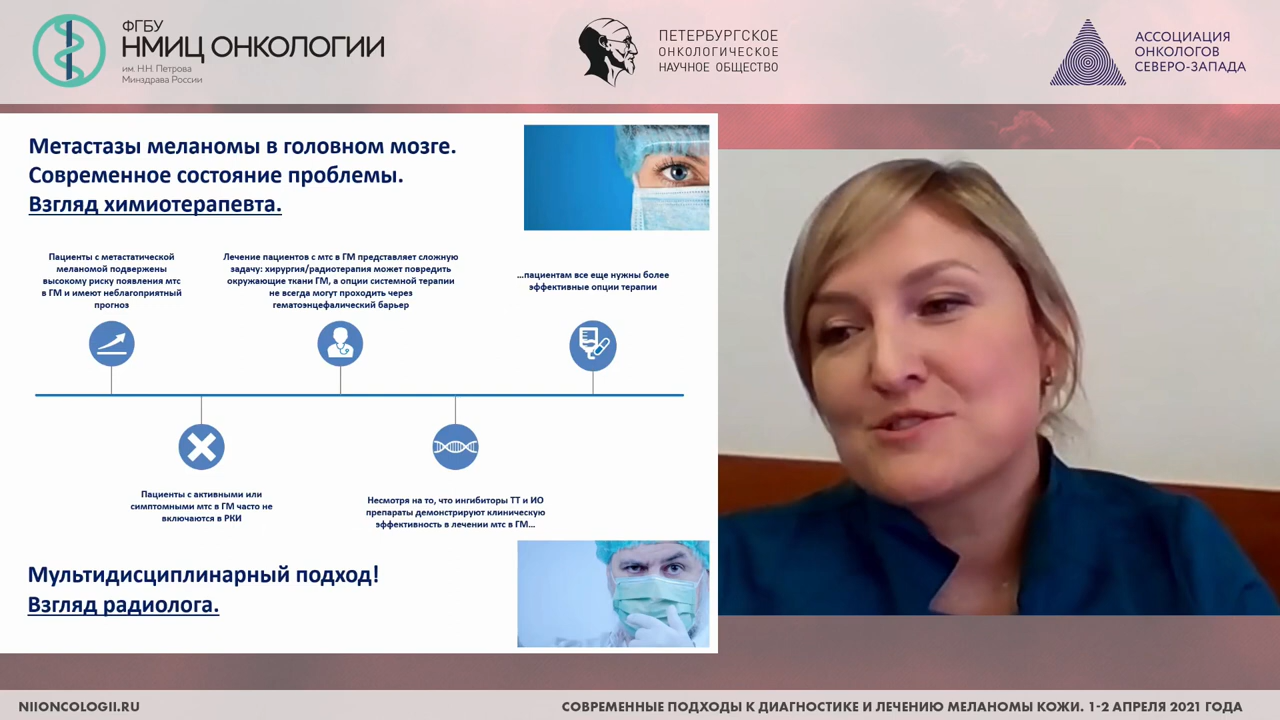 ФГБУ
НМИЦ ОНКОЛОГИИ
им. Н.Н. Петрова
Минздрава России
ПЕТЕРБУРГСКОЕ
ОНКОЛОГИЧЕСКОЕ
НАУЧНОЕ ОБЩЕСТВО
АССОЦИАЦИЯ
ОНКОЛОГОВ
СЕВЕРО-ЗАПАДА
Метастазы меланомы в головном мозге.
Современное состояние проблемы.
Взгляд химиотерапевта.
Пациенты с метастатической
меланомой подвержены
высокому риску появления мтс
в ГМ и имеют неблагоприятный
прогноз
Лечение пациентов с мтс в ГМ представляет сложную
задачу: хирургия/радиотерапия может повредить
окружающие ткани ГМ, а опции системной терапии
не всегда могут проходить через
гематоэнцефалический барьер
...пациентам все еще нужны более
эффективные опции терапии
Пациенты с активными или
симптомными мтс в ГМ часто не
включаются в РКИ
Несмотря на то, что ингибиторы ТТ и ИО
препараты демонстрируют клиническую
эффективность в лечении мтс в ГМ...
Мультидисциплинарный подход!
Взгляд радиолога.
NIIONCOLOGII.RU
СОВРЕМЕННЫЕ ПОДХОДЫ К ДИАГНОСТИКЕ И ЛЕЧЕНИЮ МЕЛАНОМЫ КОЖИ. 1-2 АПРЕЛЯ 2021 ГОДА